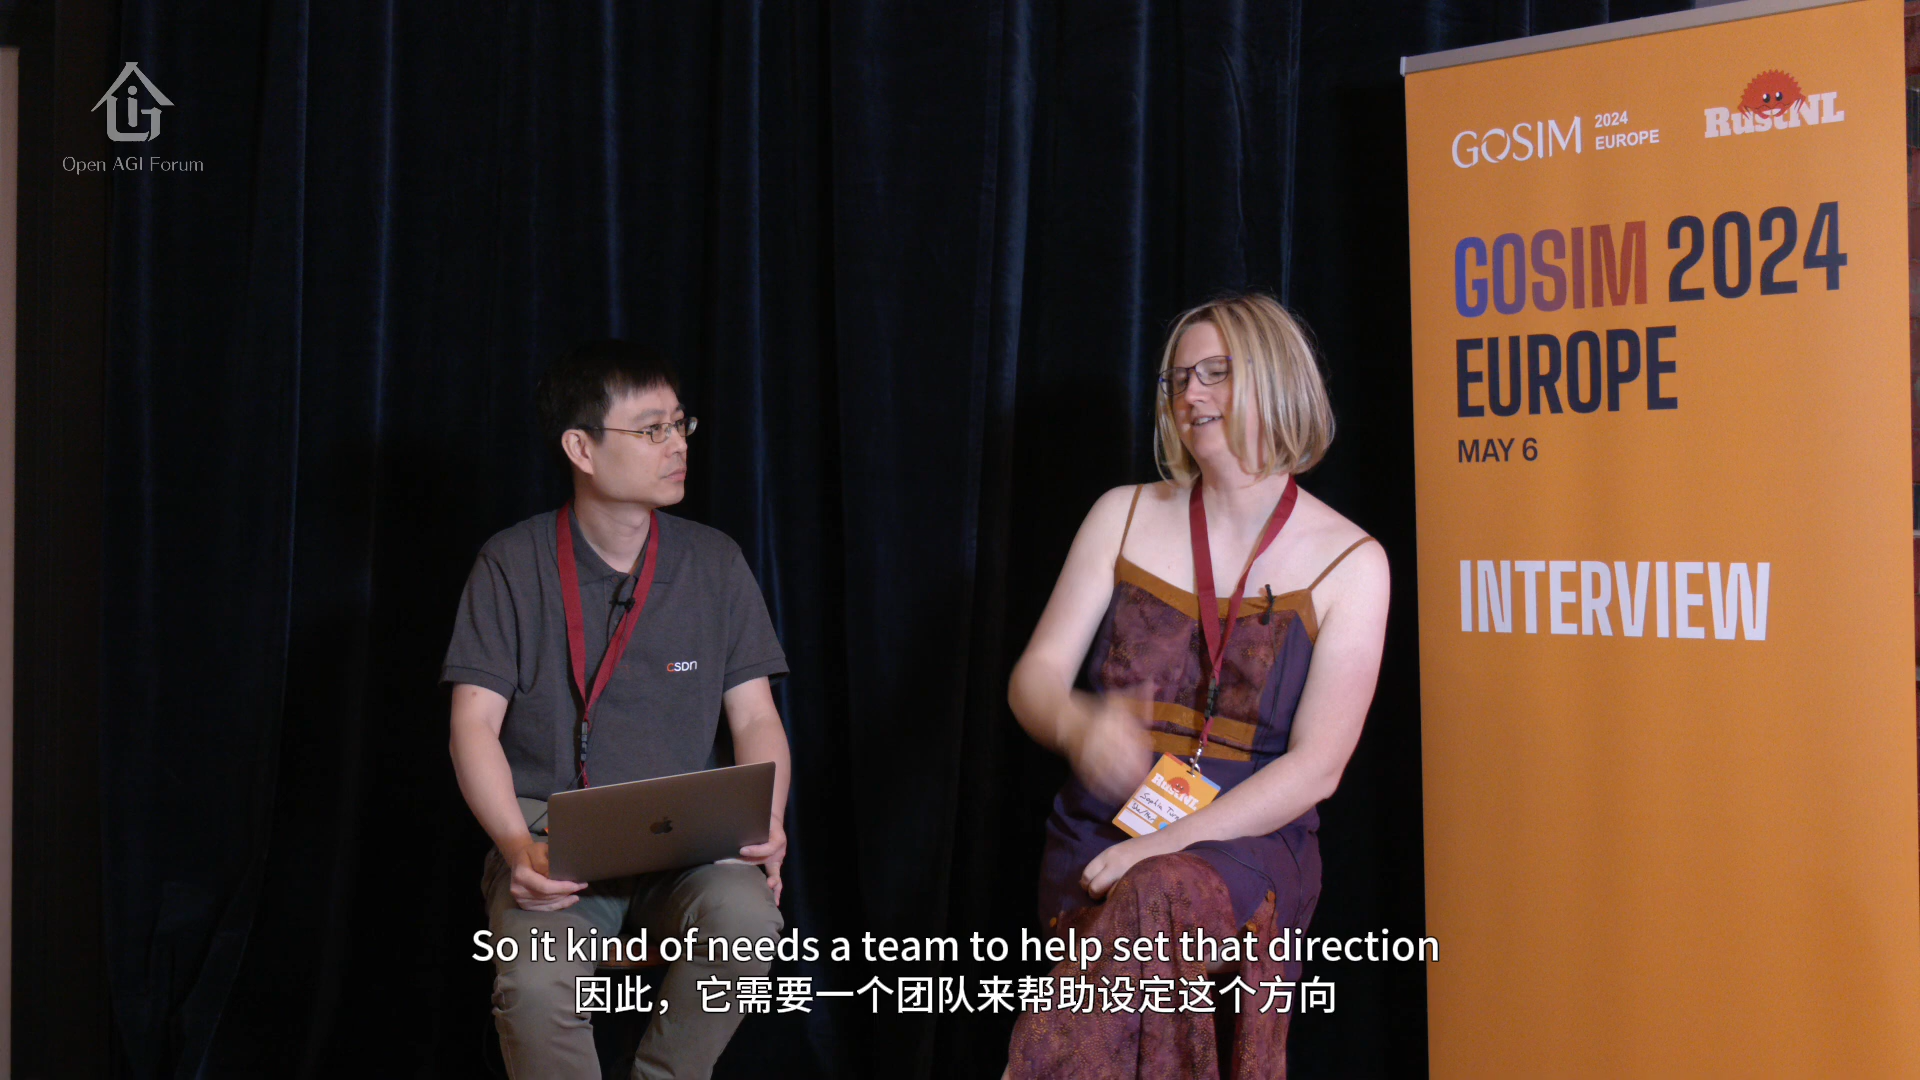 Open AGI Forum
GOSIM 2024 EUROPE
RustNL
GOSIM 2024
EUROPE
MAY 6
INTERVIEW
CSDN
RustNL
Sophia
So it kind of needs a team to help set that direction
因此，它需要一个团队来帮助设定这个方向